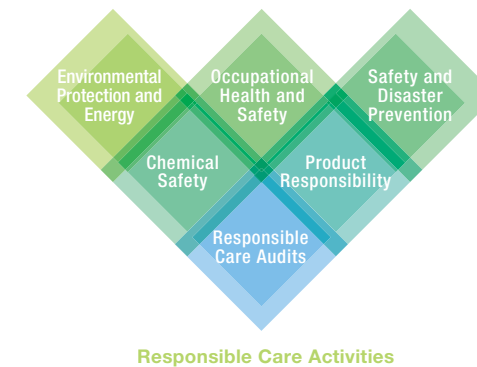 Environmental
Protection and
Energy
Occupational
Health and
Safety
Safety and
Disaster
Prevention
Chemical
Safety
Product
Responsibility
Responsible
Care Audits
Responsible Care Activities